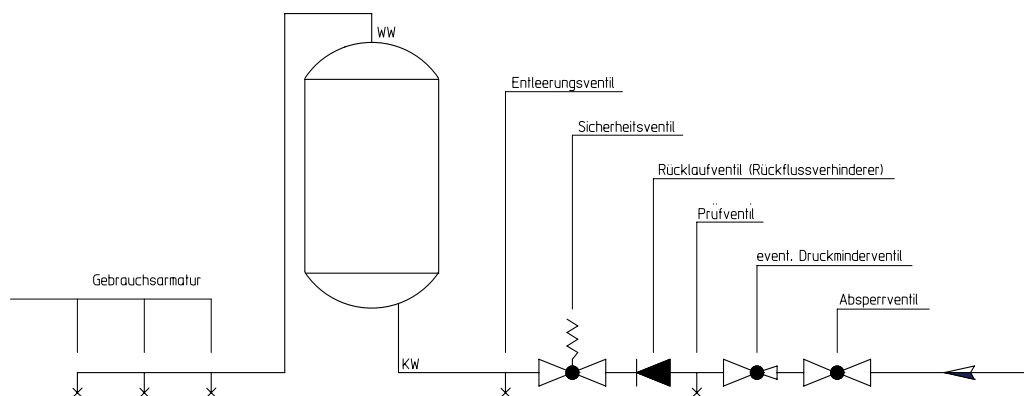 WW
Entleerungsventil
Sicherheitsventil
Rücklaufventil (Rückflussverhinderer)
Prüfventil
event. Druckminderventil
Gebrauchsarmatur
Absperrventil
KW